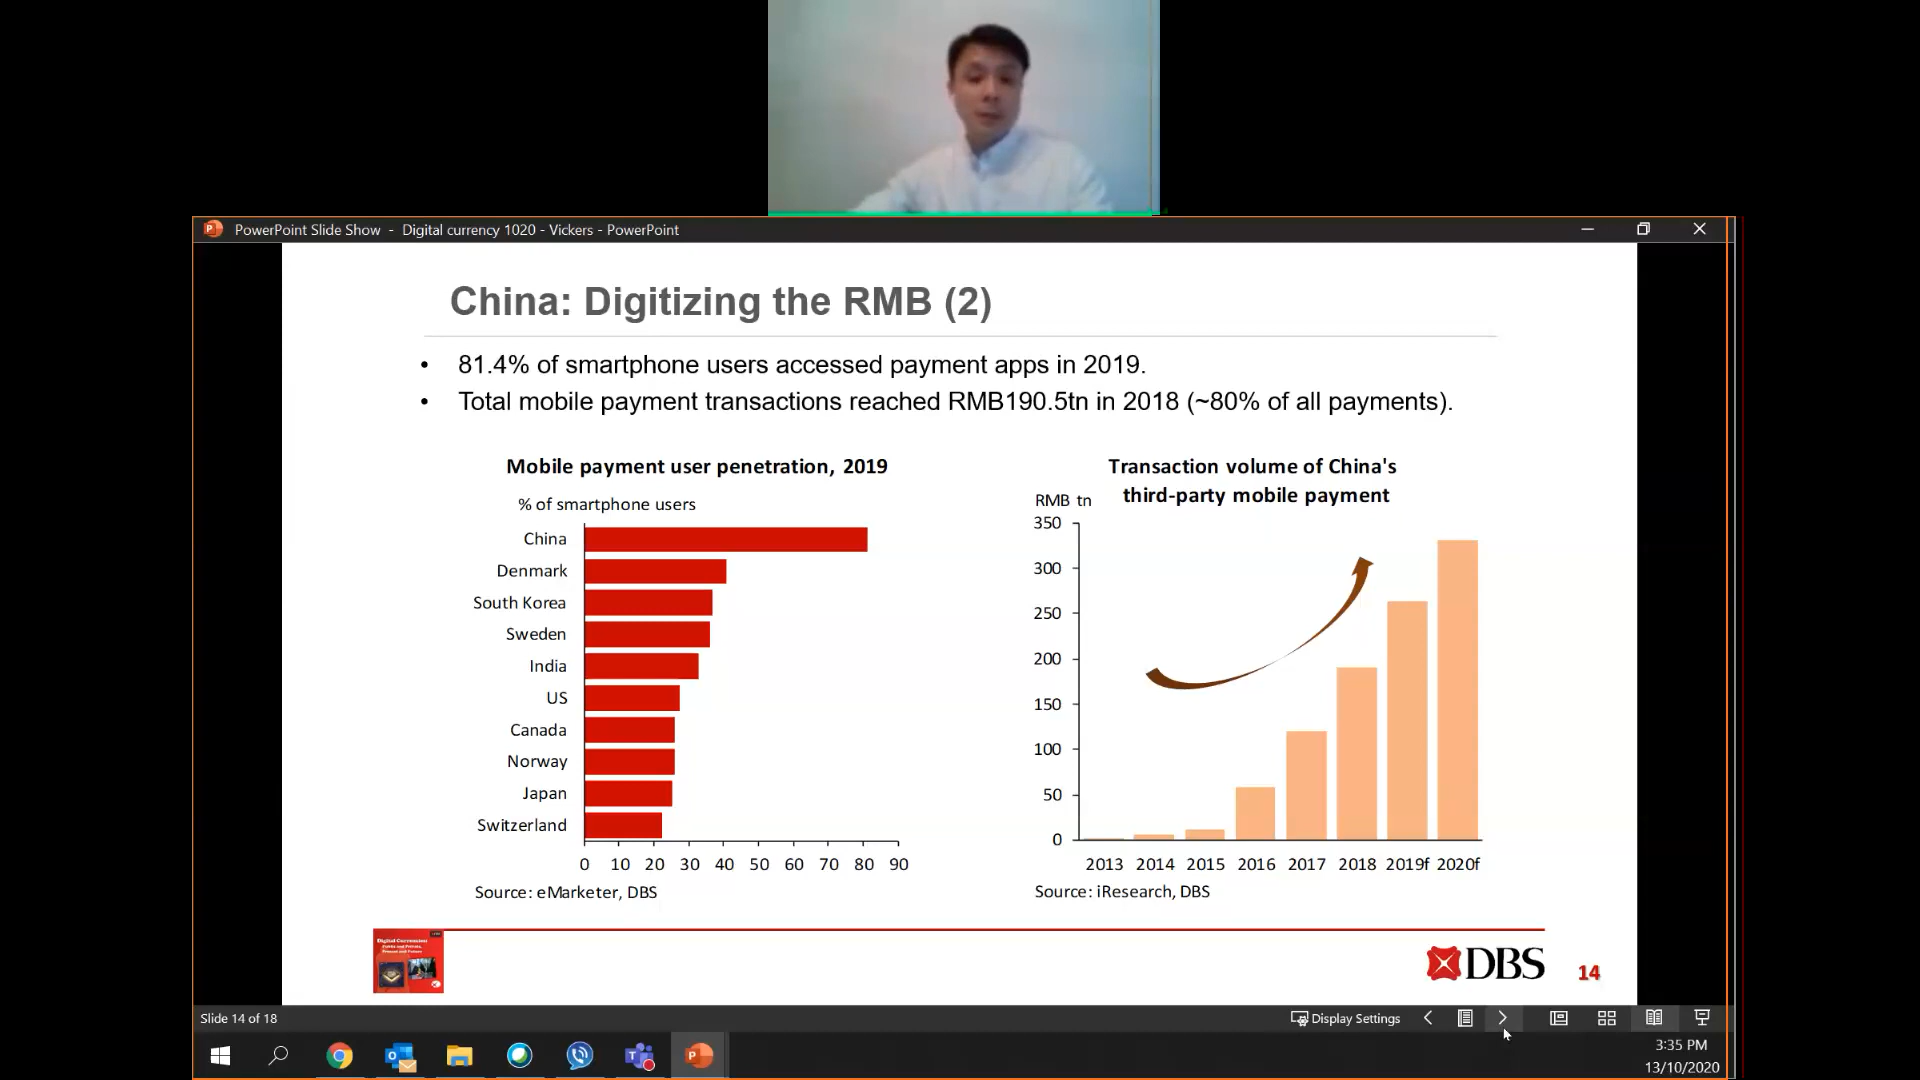 PowerPoint Slide Show - Digital currency 1020 - Vickers - PowerPoint
China: Digitizing the RMB (2)
• 81.4% of smartphone users accessed payment apps in 2019.
• Total mobile payment transactions reached RMB190.5tn in 2018 (~80% of all payments).
Mobile payment user penetration, 2019
% of smartphone users
China
Denmark
South Korea
Sweden
India
US
Canada
Norway
Japan
Switzerland
0 10 20 30 40 50 60 70 80 90
Source: eMarketer, DBS
Transaction volume of China's
third-party mobile payment
RMB tn
350
300
250
200
150
100
50
0
2013 2014 2015 2016 2017 2018 2019f 2020f
Source: iResearch, DBS
Digital Currencies:
DBS
14
Slide 14 of 18
Display Settings
3:35 PM
13/10/2020